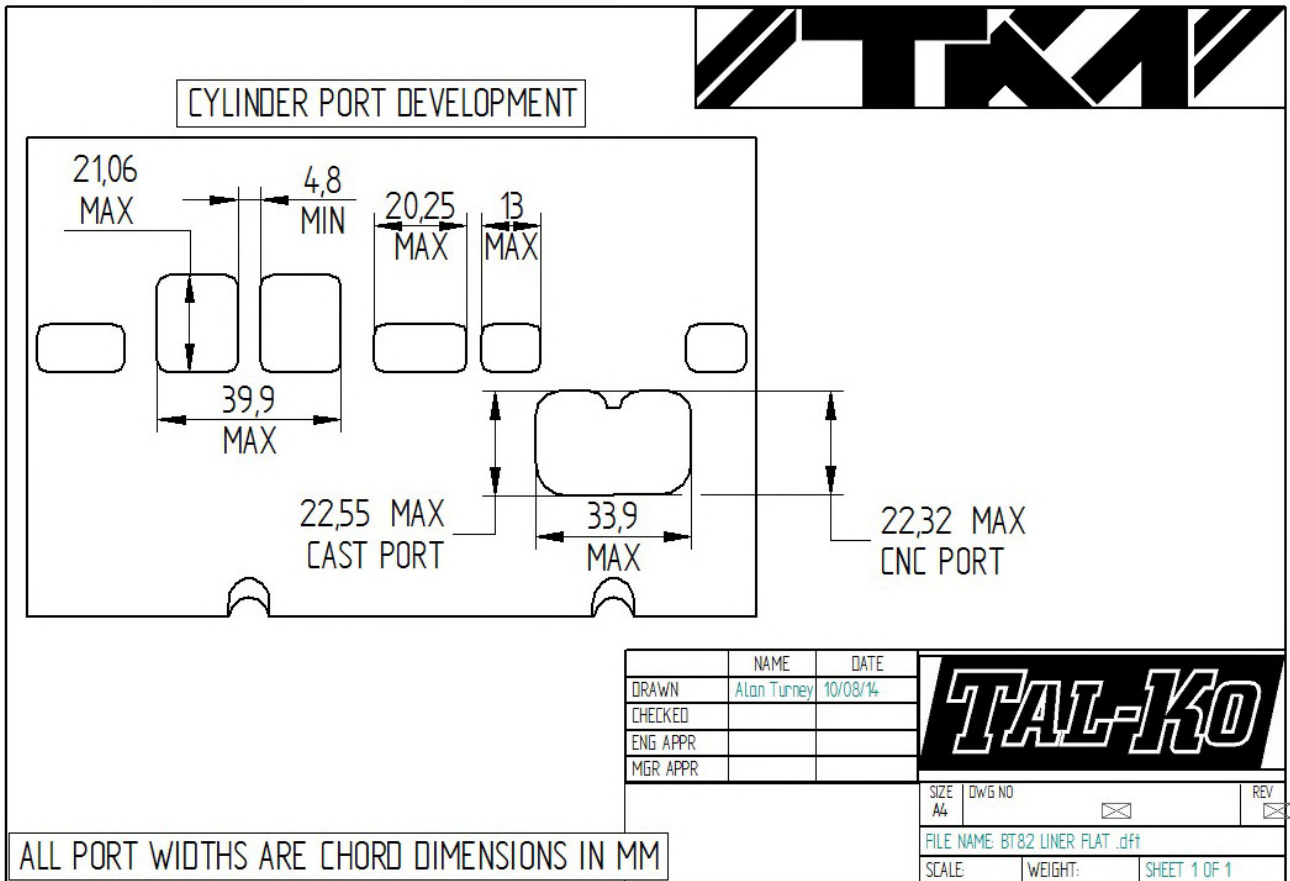 TKM
CYLINDER PORT DEVELOPMENT
21,06
MAX
4,8
MIN
20,25
MAX
13
MAX
39,9
MAX
22,55 MAX
CAST PORT
33,9
MAX
22,32 MAX
CNC PORT
NAME DATE
DRAWN Alan Turney 10/08/14
CHECKED
ENG APPR
MGR APPR
TAL-KO
SIZE DWG NO REV
A4
FILE NAME: BT82 LINER FLAT .dft
SCALE: WEIGHT: SHEET 1 OF 1
ALL PORT WIDTHS ARE CHORD DIMENSIONS IN MM